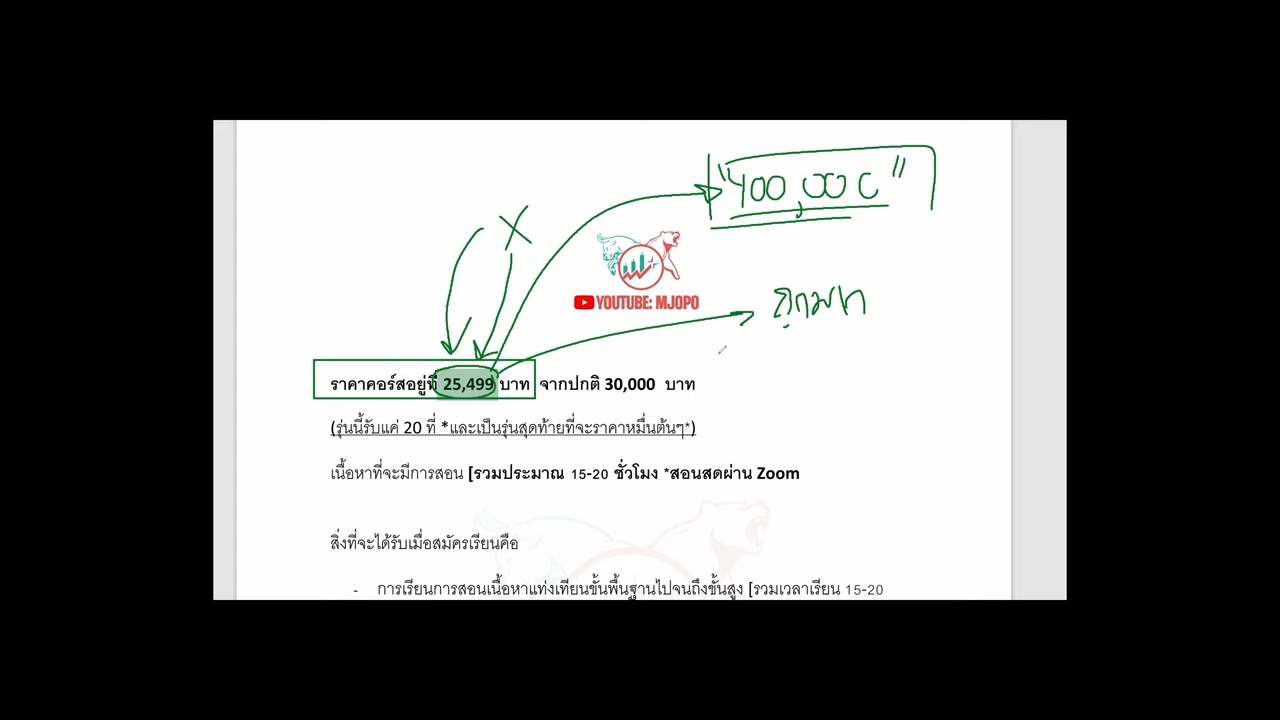 "400,000"
X
YOUTUBE: MJOPO
ถูกมาก
ราคาคอร์สอยู่ที่ 25,499 บาท จากปกติ 30,000 บาท
(รุ่นนี้รับแค่ 20 ที่ *และเป็นรุ่นสุดท้ายที่จะราคาหมื่นต้นๆ*)
เนื้อหาที่จะมีการสอน [รวมประมาณ 15-20 ชั่วโมง *สอนสดผ่าน Zoom
สิ่งที่จะได้รับเมื่อสมัครเรียนคือ
- การเรียนการสอนเนื้อหาแท่งเทียนขั้นพื้นฐานไปจนถึงขั้นสูง [รวมเวลาเรียน 15-20